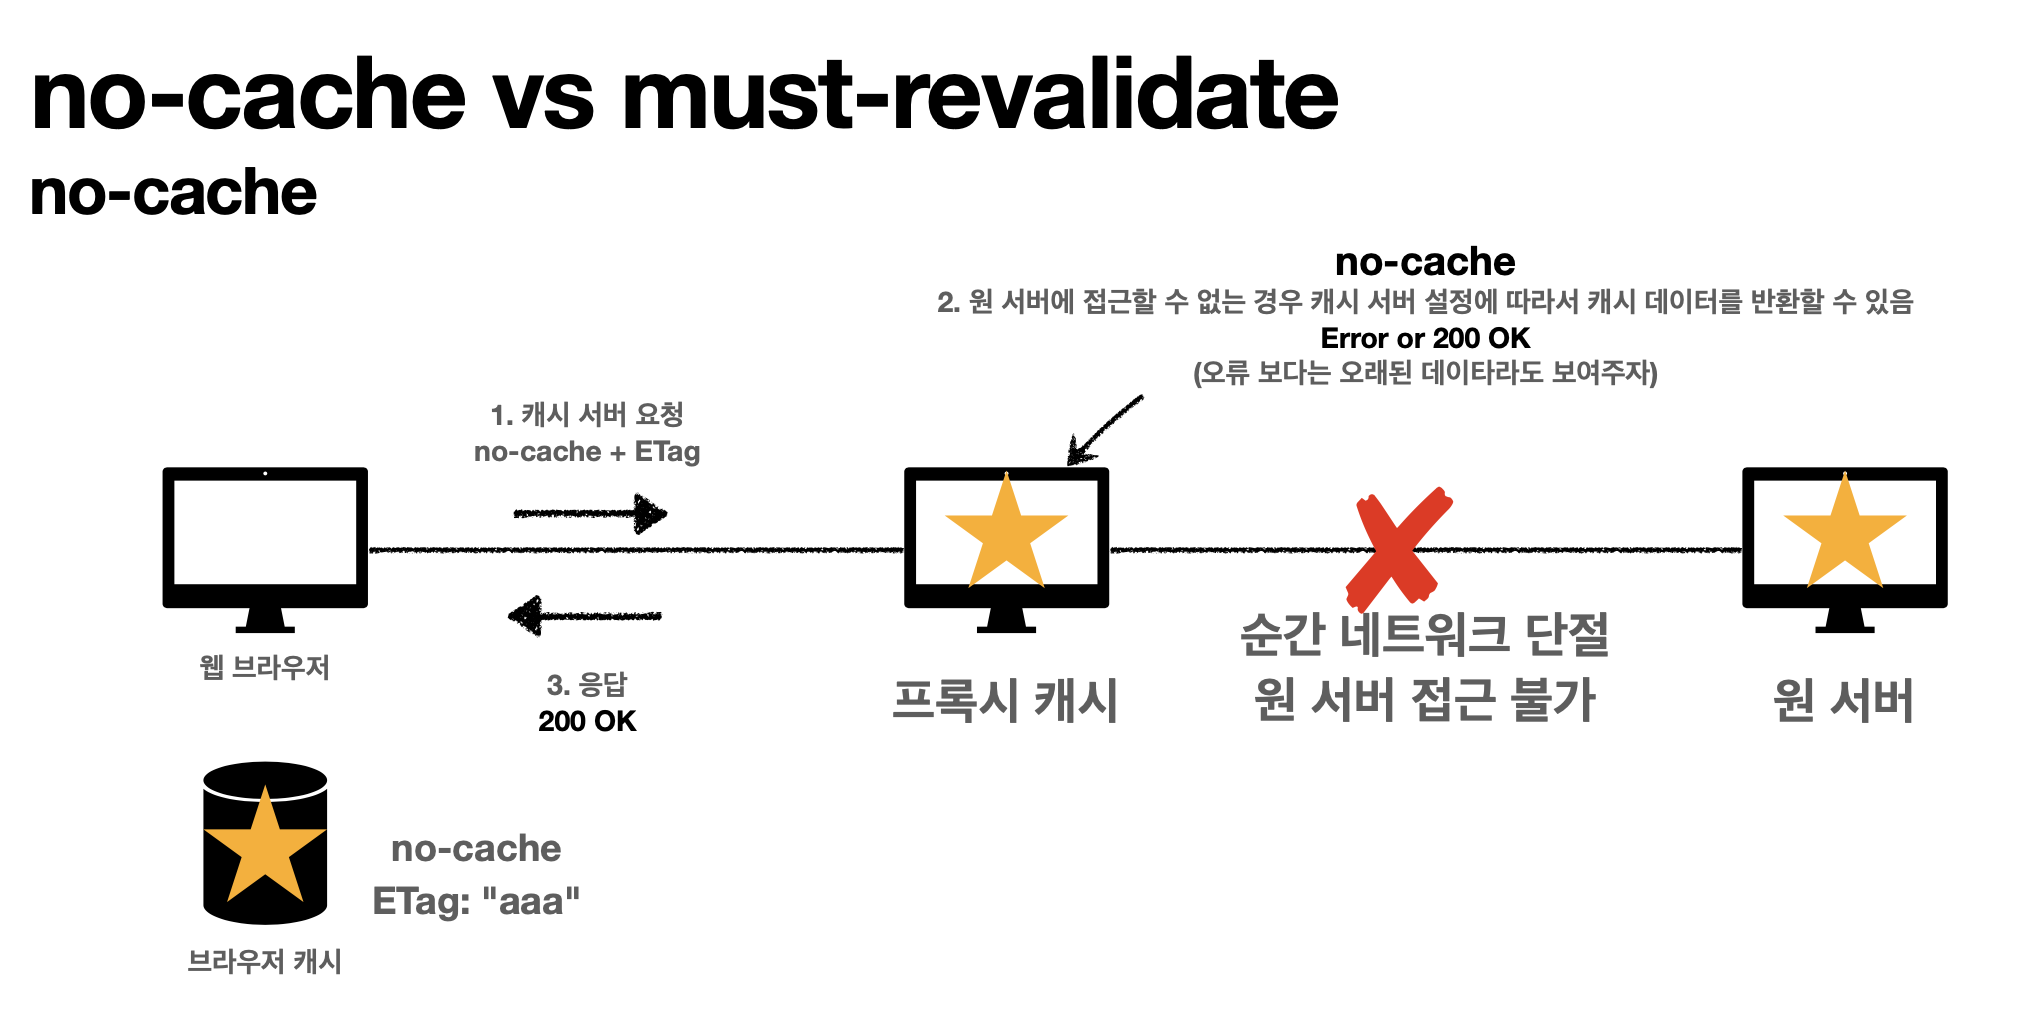 no-cache vs must-revalidate
no-cache
no-cache
2. 원 서버에 접근할 수 없는 경우 캐시 서버 설정에 따라서 캐시 데이터를 반환할 수 있음
Error or 200 OK
(오류 보다는 오래된 데이타라도 보여주자)
1. 캐시 서버 요청
no-cache + ETag
웹 브라우저
3. 응답
200 OK
프록시 캐시
순간 네트워크 단절
원 서버 접근 불가
원 서버
no-cache
ETag: "aaa"
브라우저 캐시